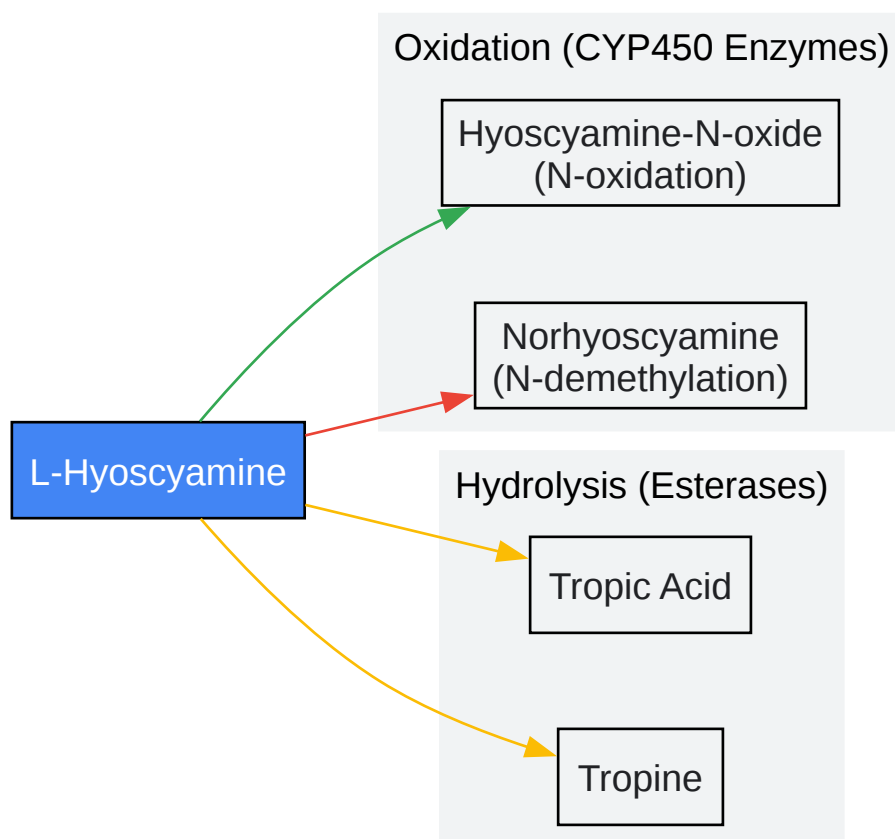 Oxidation (CYP450 Enzymes)
Hyoscyamine-N-oxide
(N-oxidation)
Norhyoscyamine
(N-demethylation)
L-Hyoscyamine
Hydrolysis (Esterases)
Tropic Acid
Tropine